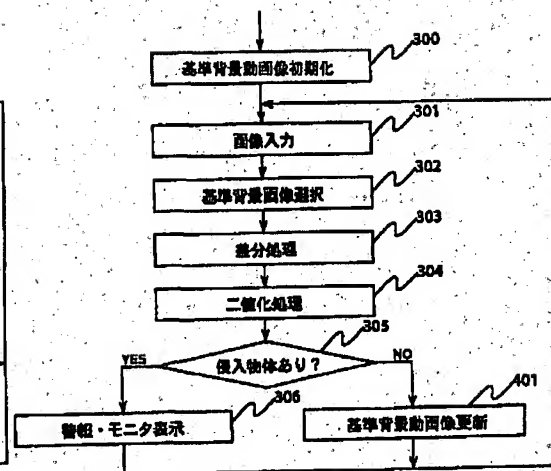 300
基準背景動画像初期化
301
画像入力
302
基準背景画像選択
303
差分処理
304
二値化処理
305
YES
侵入物体あり?
NO
306
401
警報・モニタ表示
基準背景動画像更新